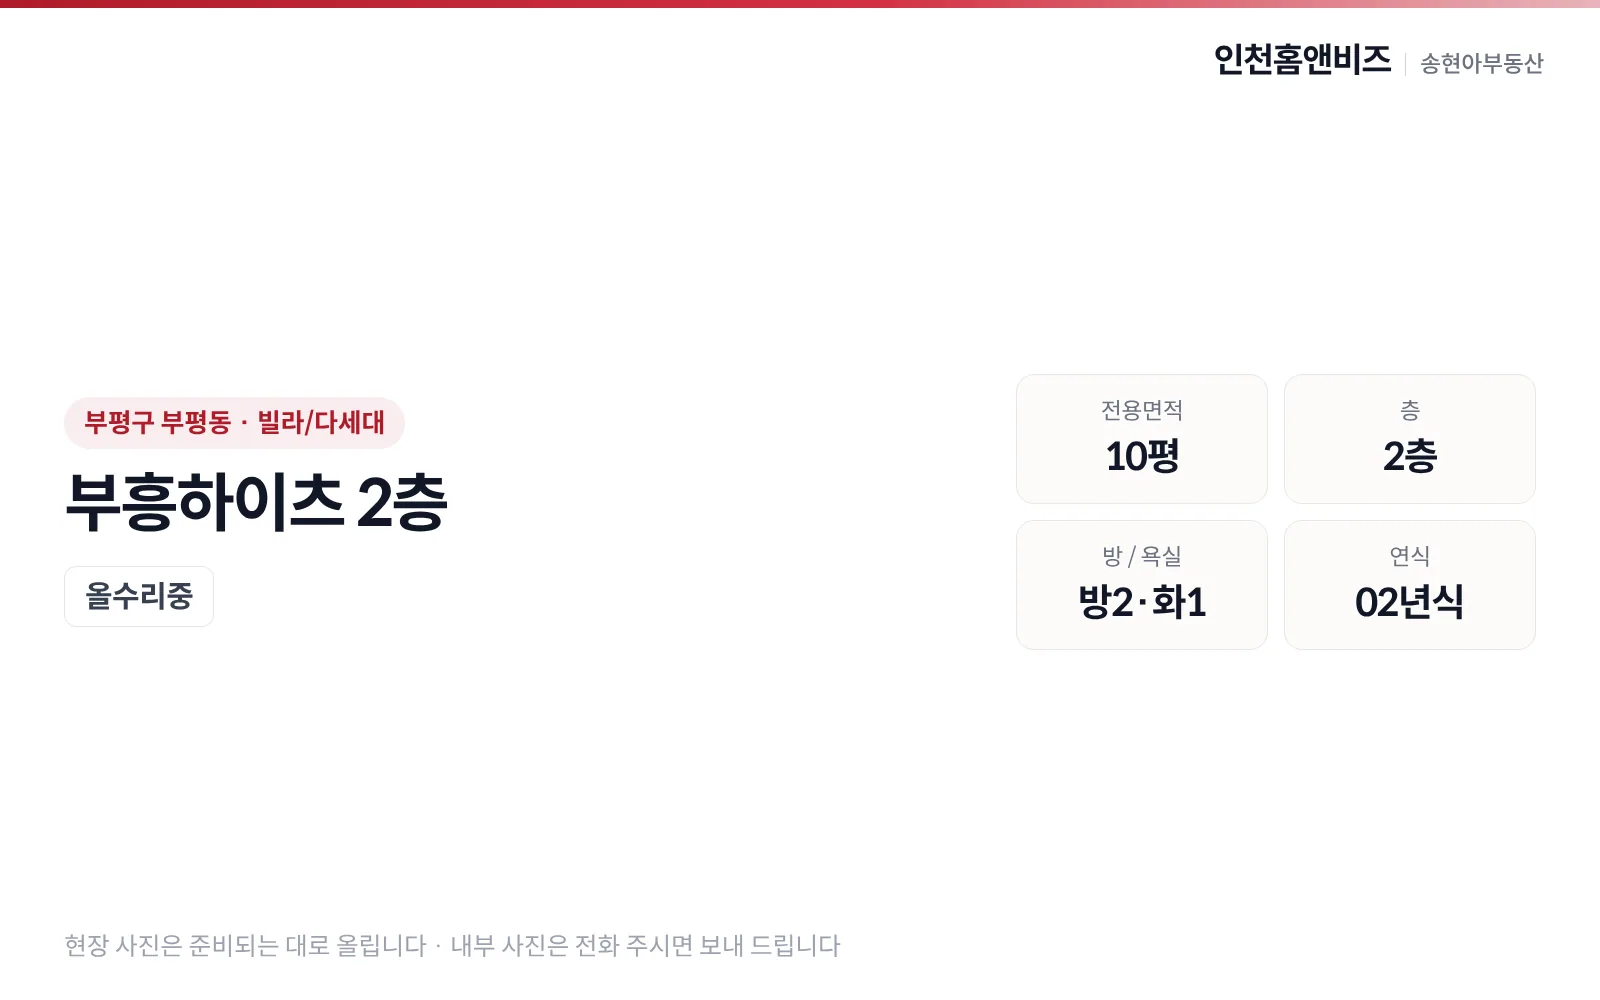 인천홈앤비즈 | 송현아부동산
부평구 부평동 · 빌라/다세대
부흥하이츠 2층
올수리중
전용면적
10평
층
2층
방 / 욕실
방2·화1
연식
02년식
현장 사진은 준비되는 대로 올립니다 · 내부 사진은 전화 주시면 보내 드립니다